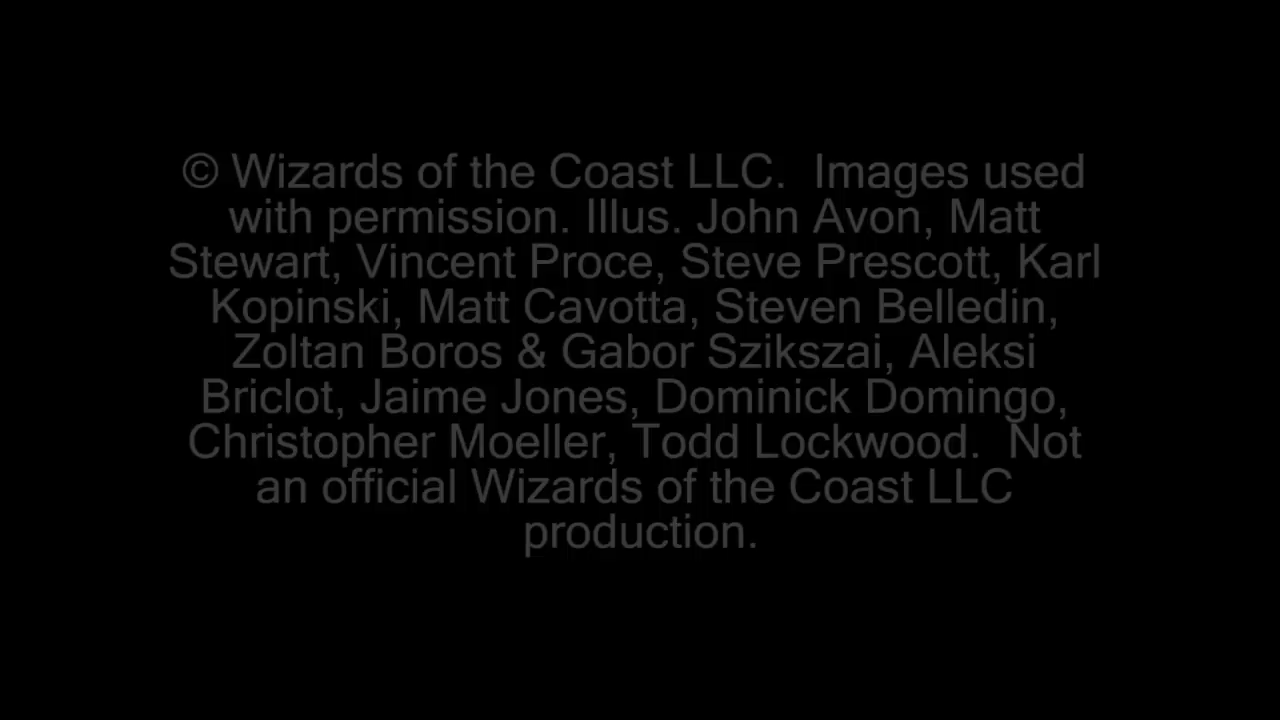 © Wizards of the Coast LLC.  Images used
with permission. Illus. John Avon, Matt
Stewart, Vincent Proce, Steve Prescott, Karl
Kopinski, Matt Cavotta, Steven Belledin,
Zoltan Boros & Gabor Szikszai, Aleksi
Briclot, Jaime Jones, Dominick Domingo,
Christopher Moeller, Todd Lockwood.  Not
an official Wizards of the Coast LLC
production.